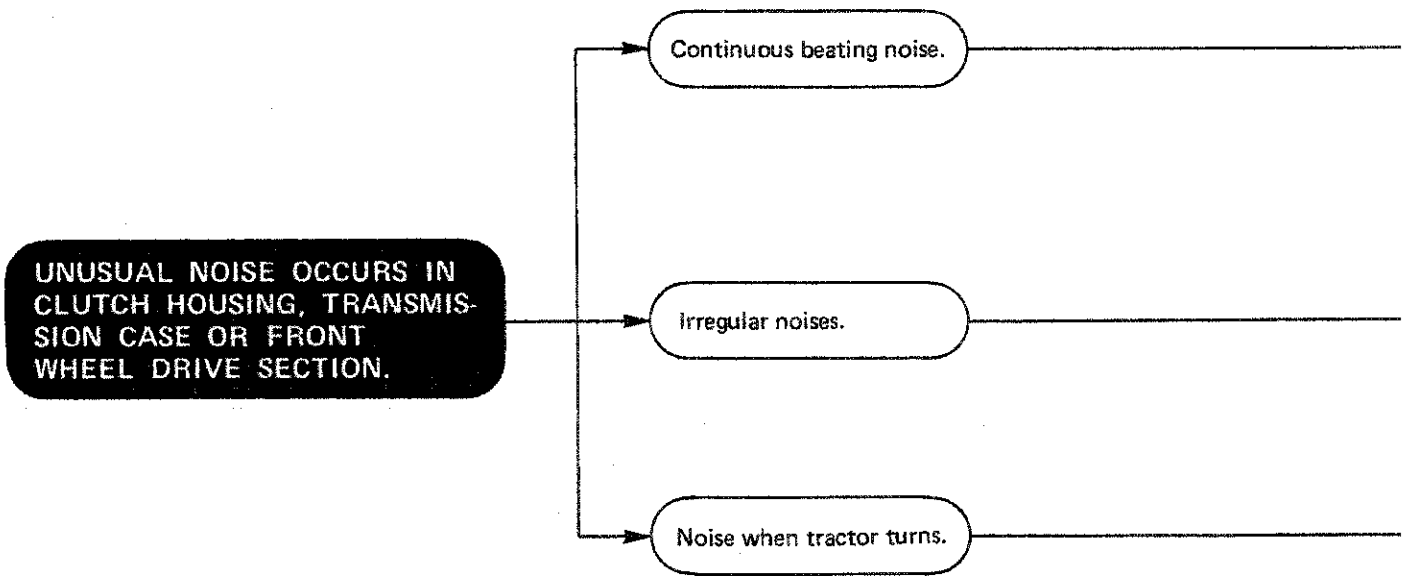 Continuous beating noise.
UNUSUAL NOISE OCCURS IN
CLUTCH HOUSING, TRANSMIS-
SION CASE OR FRONT
WHEEL DRIVE SECTION.
Irregular noises.
Noise when tractor turns.